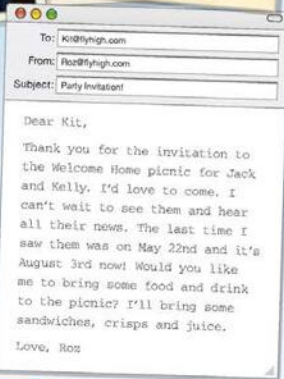 To: Kit@flyhigh.com
From: Roz@flyhigh.com
Subject: Party Invitation!
Dear Kit,
Thank you for the invitation to
the Welcome Home picnic for Jack
and Kelly. I'd love to come. I
can't wait to see them and hear
all their news. The last time I
saw them was on May 22nd and it's
August 3rd now! Would you like
me to bring some food and drink
to the picnic? I'll bring some
sandwiches, crisps and juice.
Love, Roz